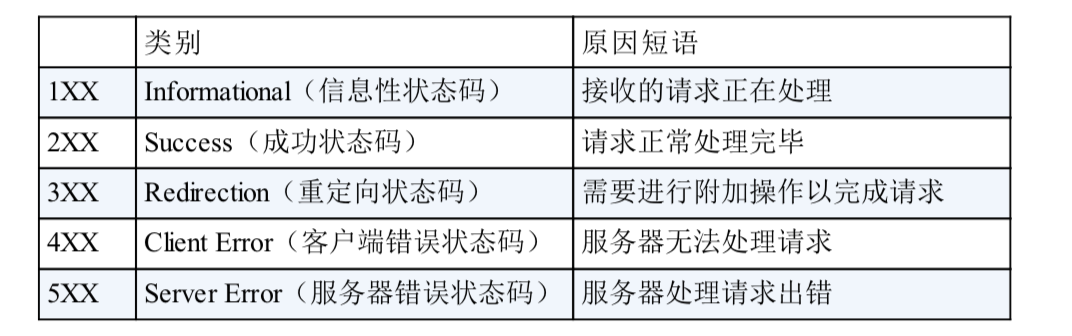 类别 原因短语
1XX Informational（信息性状态码） 接收的请求正在处理
2XX Success（成功状态码） 请求正常处理完毕
3XX Redirection（重定向状态码） 需要进行附加操作以完成请求
4XX Client Error（客户端错误状态码） 服务器无法处理请求
5XX Server Error（服务器错误状态码） 服务器处理请求出错